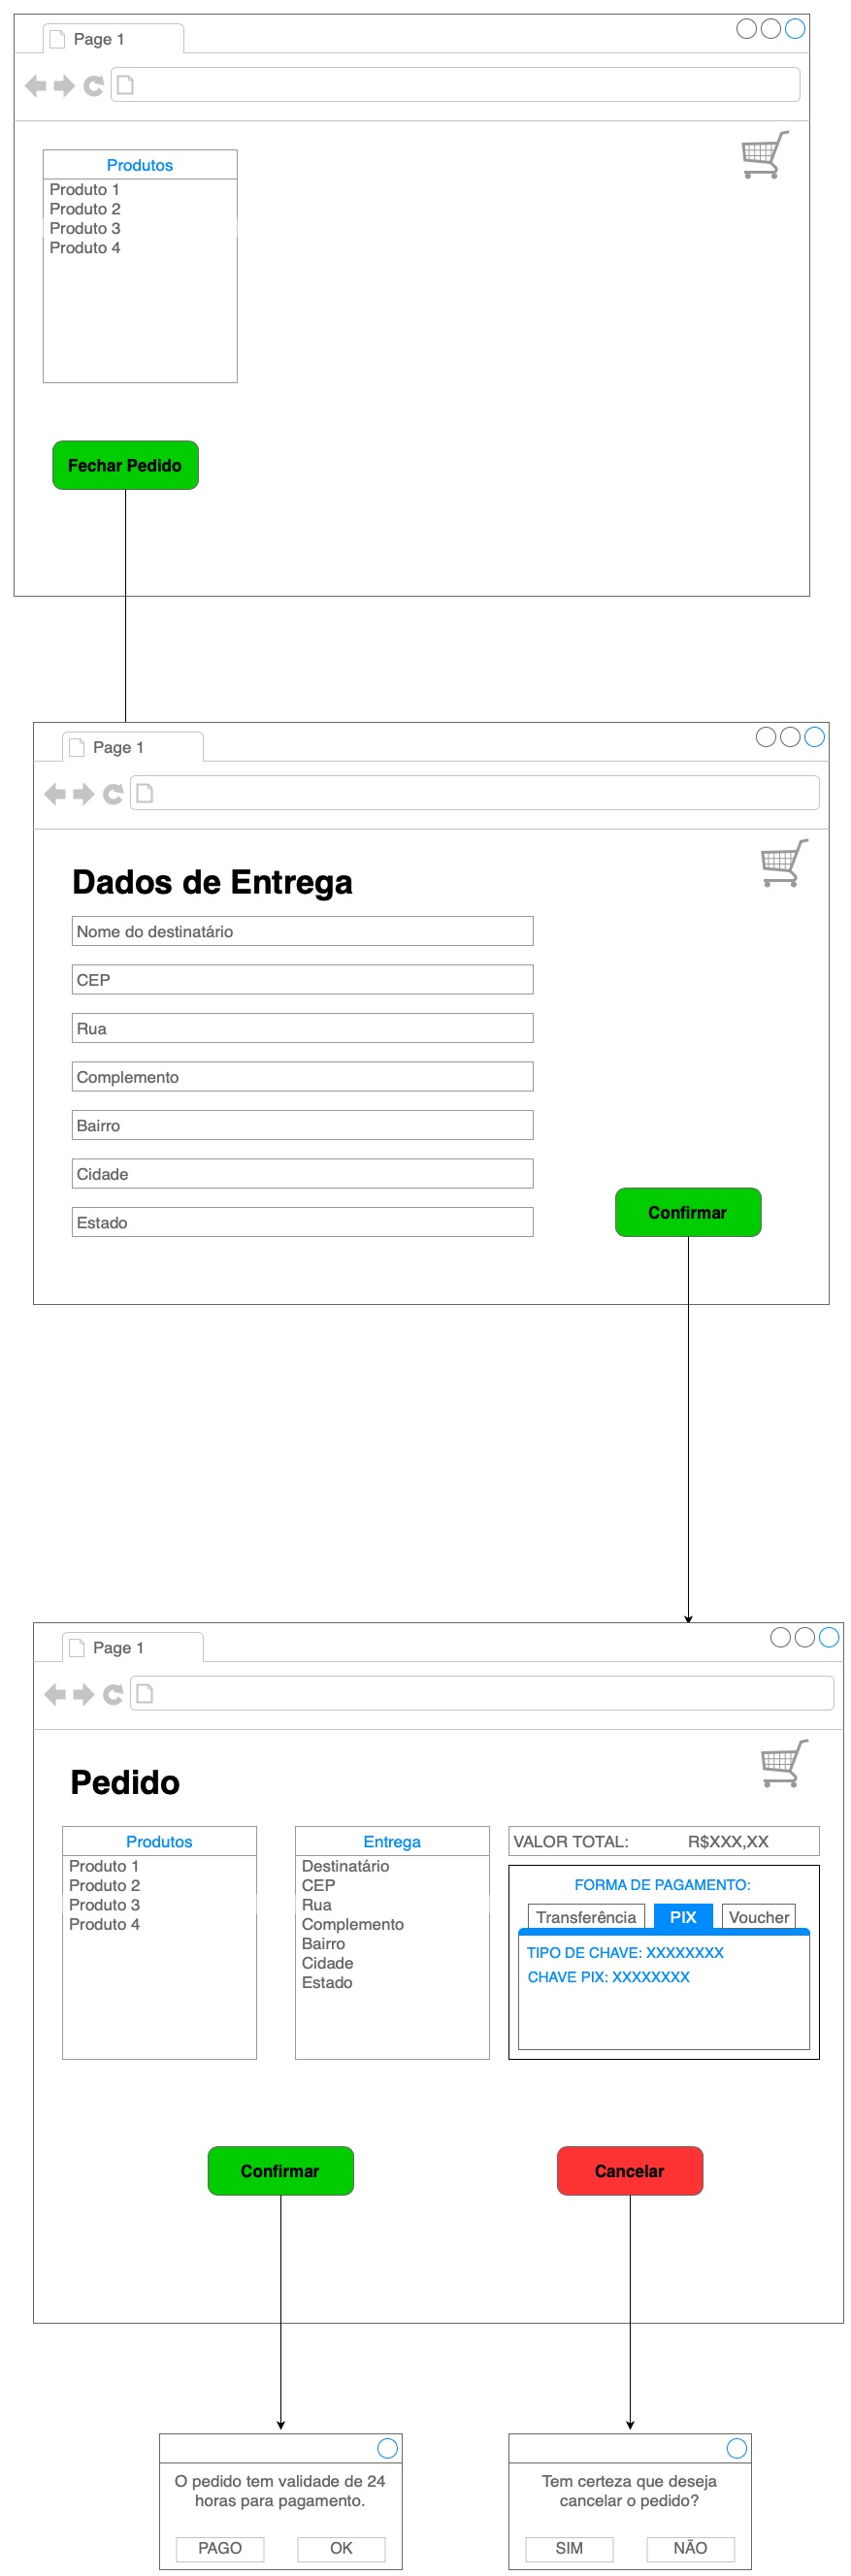 Page 1
Produtos
Produto 1
Produto 2
Produto 3
Produto 4
Fechar Pedido
Page 1
Dados de Entrega
Nome do destinatário
CEP
Rua
Complemento
Bairro
Cidade
Estado
Confirmar
Page 1
Pedido
Produtos
Produto 1
Produto 2
Produto 3
Produto 4
Entrega
Destinatário
CEP
Rua
Complemento
Bairro
Cidade
Estado
VALOR TOTAL: R$XXX,XX
FORMA DE PAGAMENTO:
Transferência PIX Voucher
TIPO DE CHAVE: XXXXXXXX
CHAVE PIX: XXXXXXXX
Confirmar
Cancelar
O pedido tem validade de 24
horas para pagamento.
PAGO OK
Tem certeza que deseja
cancelar o pedido?
SIM NÃO